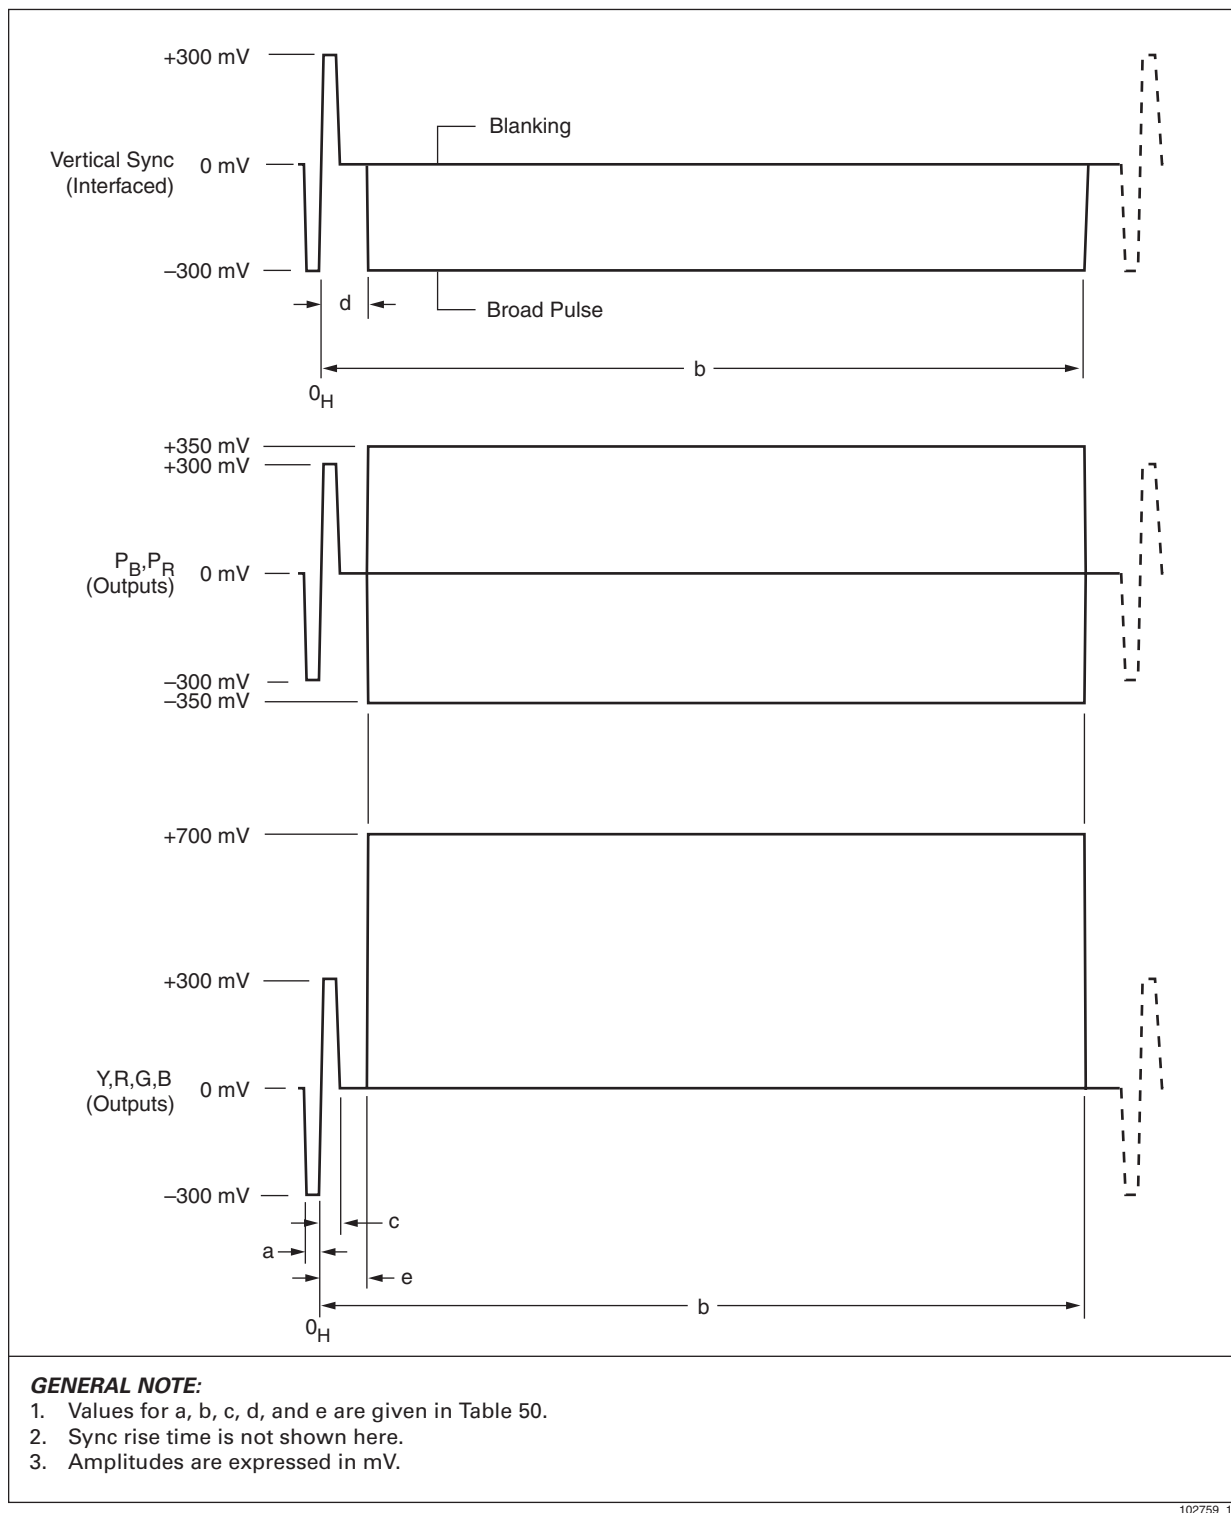 +300 mV
Blanking
Vertical Sync
(Interfaced)
0 mV
–300 mV
d
Broad Pulse
b
0H
+350 mV
+300 mV
PB,PR
(Outputs)
0 mV
–300 mV
–350 mV
+700 mV
+300 mV
Y,R,G,B
(Outputs)
0 mV
–300 mV
c
a
e
b
0H
GENERAL NOTE:
1. Values for a, b, c, d, and e are given in Table 50.
2. Sync rise time is not shown here.
3. Amplitudes are expressed in mV.